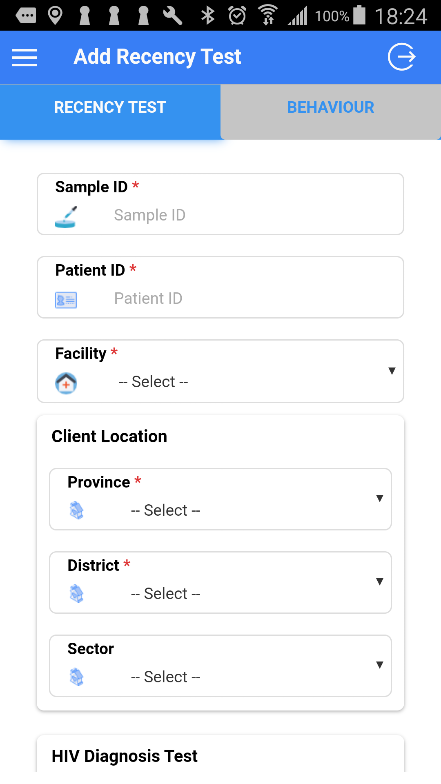 100% 18:24
Add Recency Test
RECENCY TEST BEHAVIOUR
Sample ID *
Sample ID
Patient ID *
Patient ID
Facility *
-- Select --
Client Location
Province *
-- Select --
District *
-- Select --
Sector
-- Select --
HIV Diagnosis Test